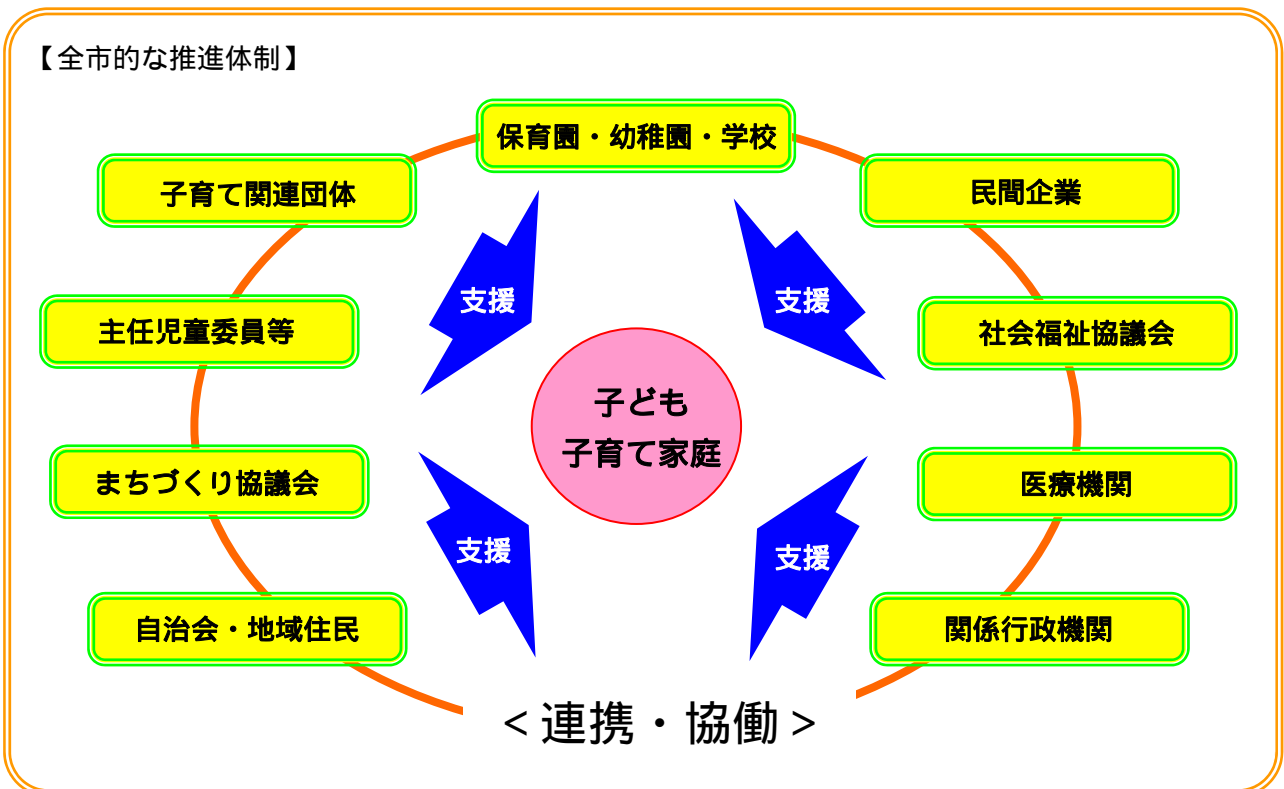 【全市的な推進体制】
保育園・幼稚園・学校
子育て関連団体
民間企業
支援
支援
主任児童委員等
社会福祉協議会
子ども
子育て家庭
まちづくり協議会
医療機関
支援
支援
自治会・地域住民
関係行政機関
＜連携・協働＞